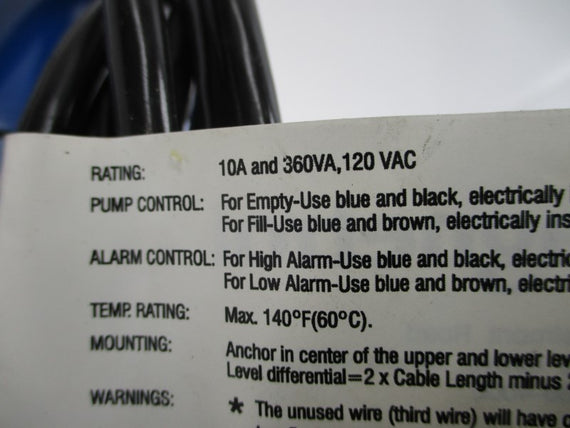 RATING: 10A and 360VA,120 VAC
PUMP CONTROL: For Empty-Use blue and black, electrically
For Fill-Use blue and brown, electrically ins
ALARM CONTROL: For High Alarm-Use blue and black, electric
For Low Alarm-Use blue and brown, electri
TEMP. RATING: Max. 140°F(60°C).
MOUNTING: Anchor in center of the upper and lower lev
Level differential=2 x Cable Length minus
WARNINGS: * The unused wire (third wire) will have